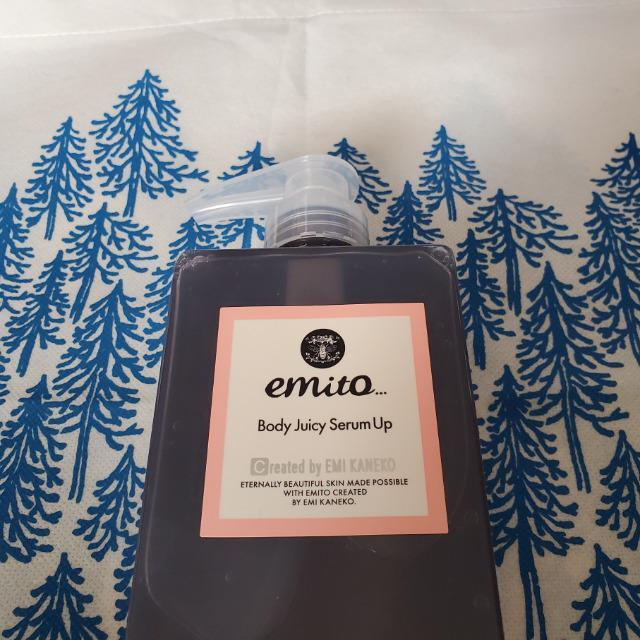 emito...
Body Juicy Serum Up
Created by EMI KANEKO
ETERNALLY BEAUTIFUL SKIN MADE POSSIBLE
WITH EMITO CREATED
BY EMI KANEKO.